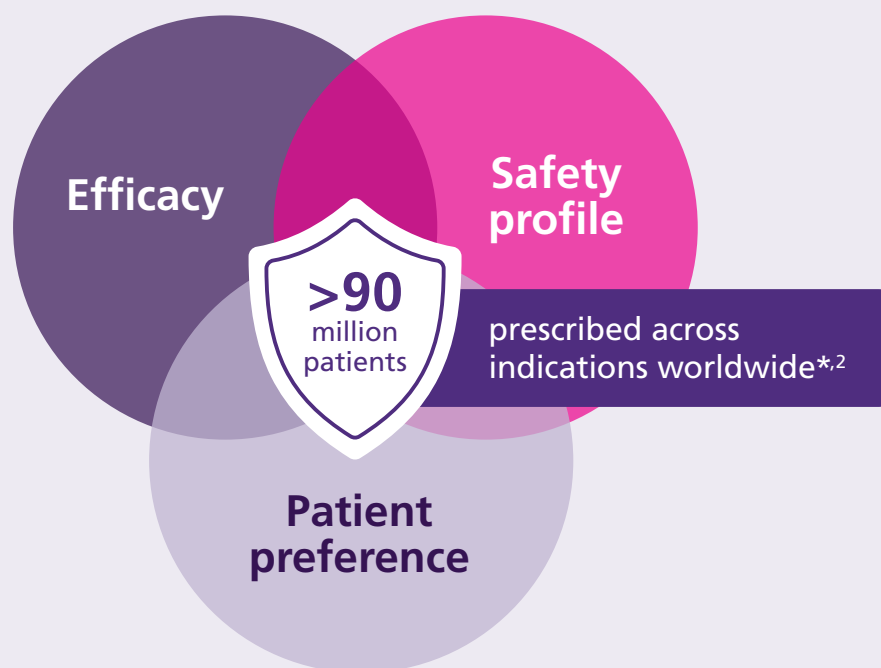 Efficacy
Safety
profile
>90
million
patients
prescribed across
indications worldwide*,2
Patient
preference